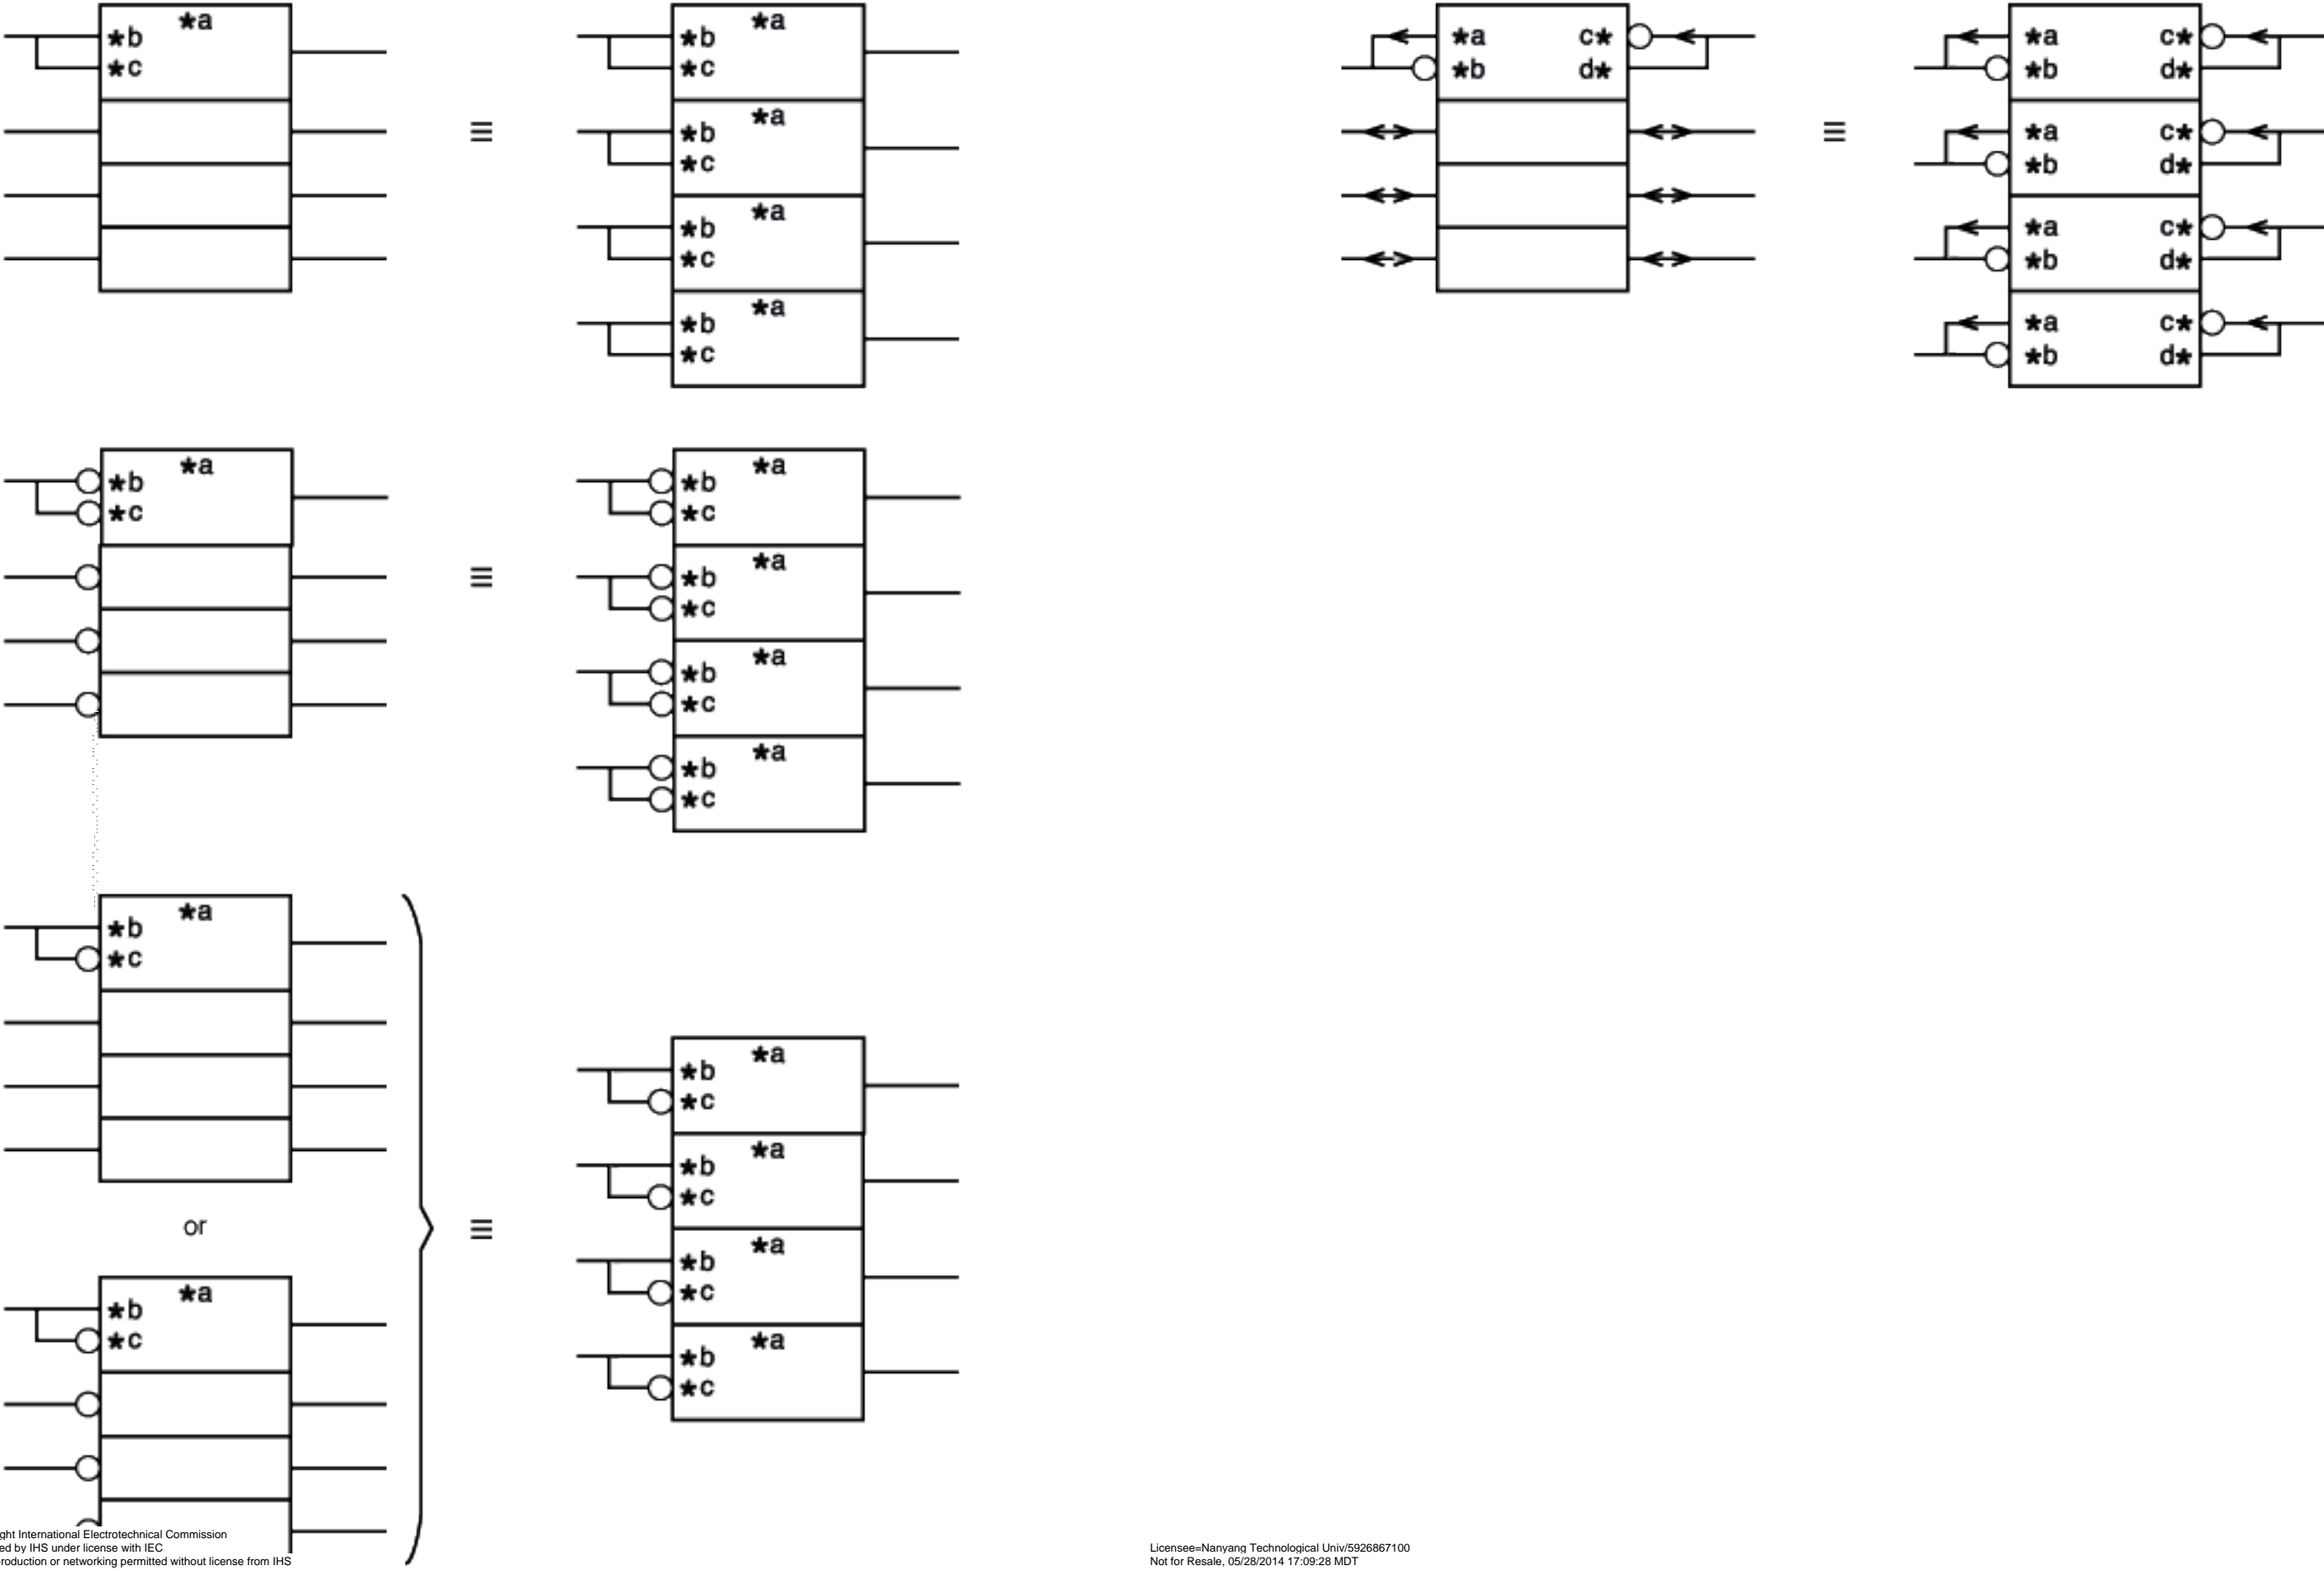 *a
*b
*c
≡
*a
*b
*c
*a
*b
*c
*a
*b
*c
*a
*b
*c
*a c*
*b d*
≡
*a c*
*b d*
*a c*
*b d*
*a c*
*b d*
*a c*
*b d*
*a
*b
*c
≡
*a
*b
*c
*a
*b
*c
*a
*b
*c
*a
*b
*c
*a
*b
*c
or
*a
*b
*c
≡
*a
*b
*c
*a
*b
*c
*a
*b
*c
*a
*b
*c
ght International Electrotechnical Commission
ed by IHS under license with IEC
roduction or networking permitted without license from IHS
Licensee=Nanyang Technological Univ/5926867100
Not for Resale, 05/28/2014 17:09:28 MDT